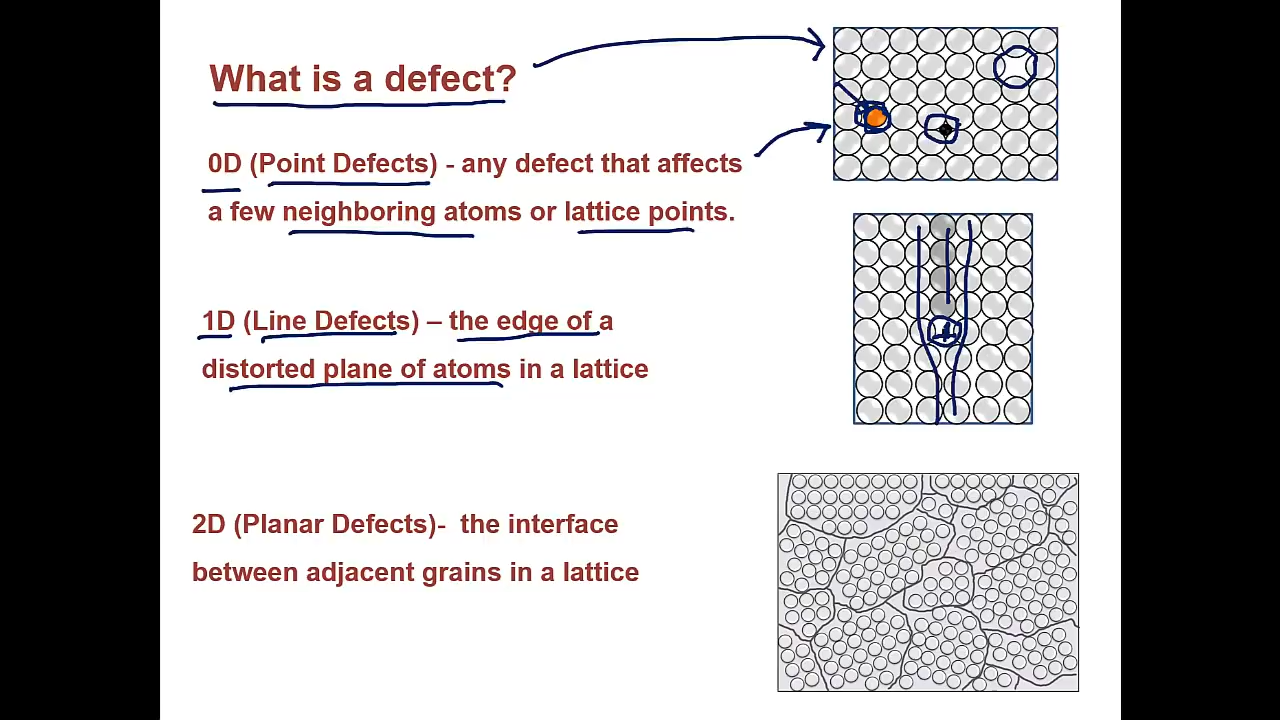 What is a defect?
0D (Point Defects) - any defect that affects
a few neighboring atoms or lattice points.
1D (Line Defects) – the edge of a
distorted plane of atoms in a lattice
2D (Planar Defects)-  the interface
between adjacent grains in a lattice